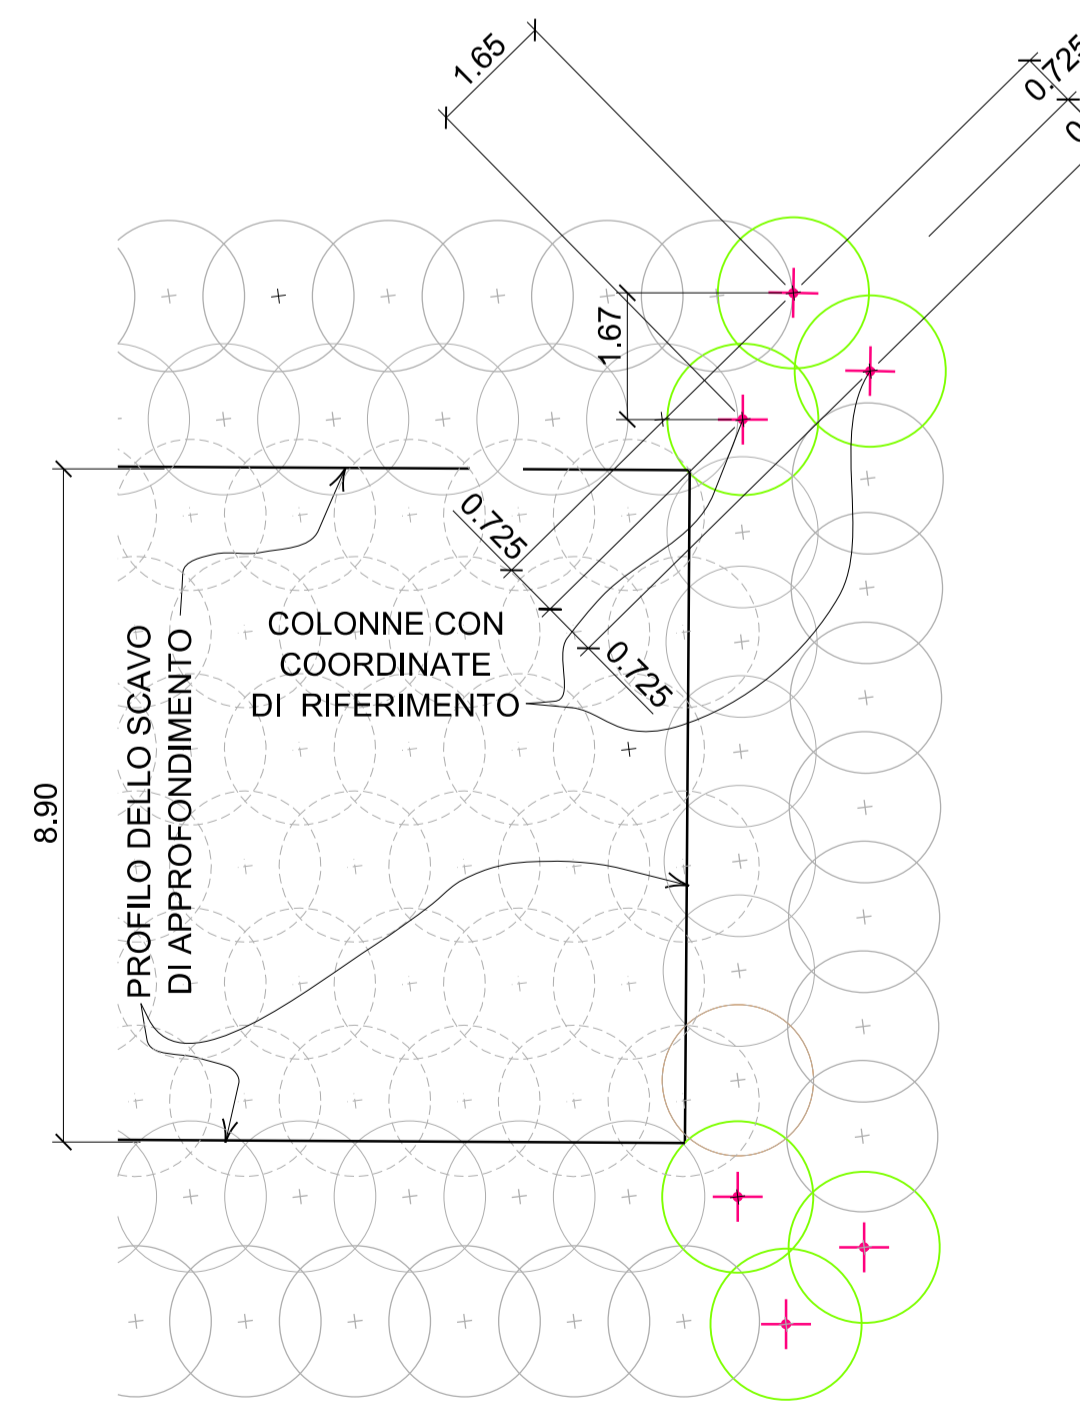 1.65
0.725
0
1.67
0.725
COLONNE CON
COORDINATE
DI RIFERIMENTO
0.725
PROFILO DELLO SCAVO
DI APPROFONDIMENTO
8.90